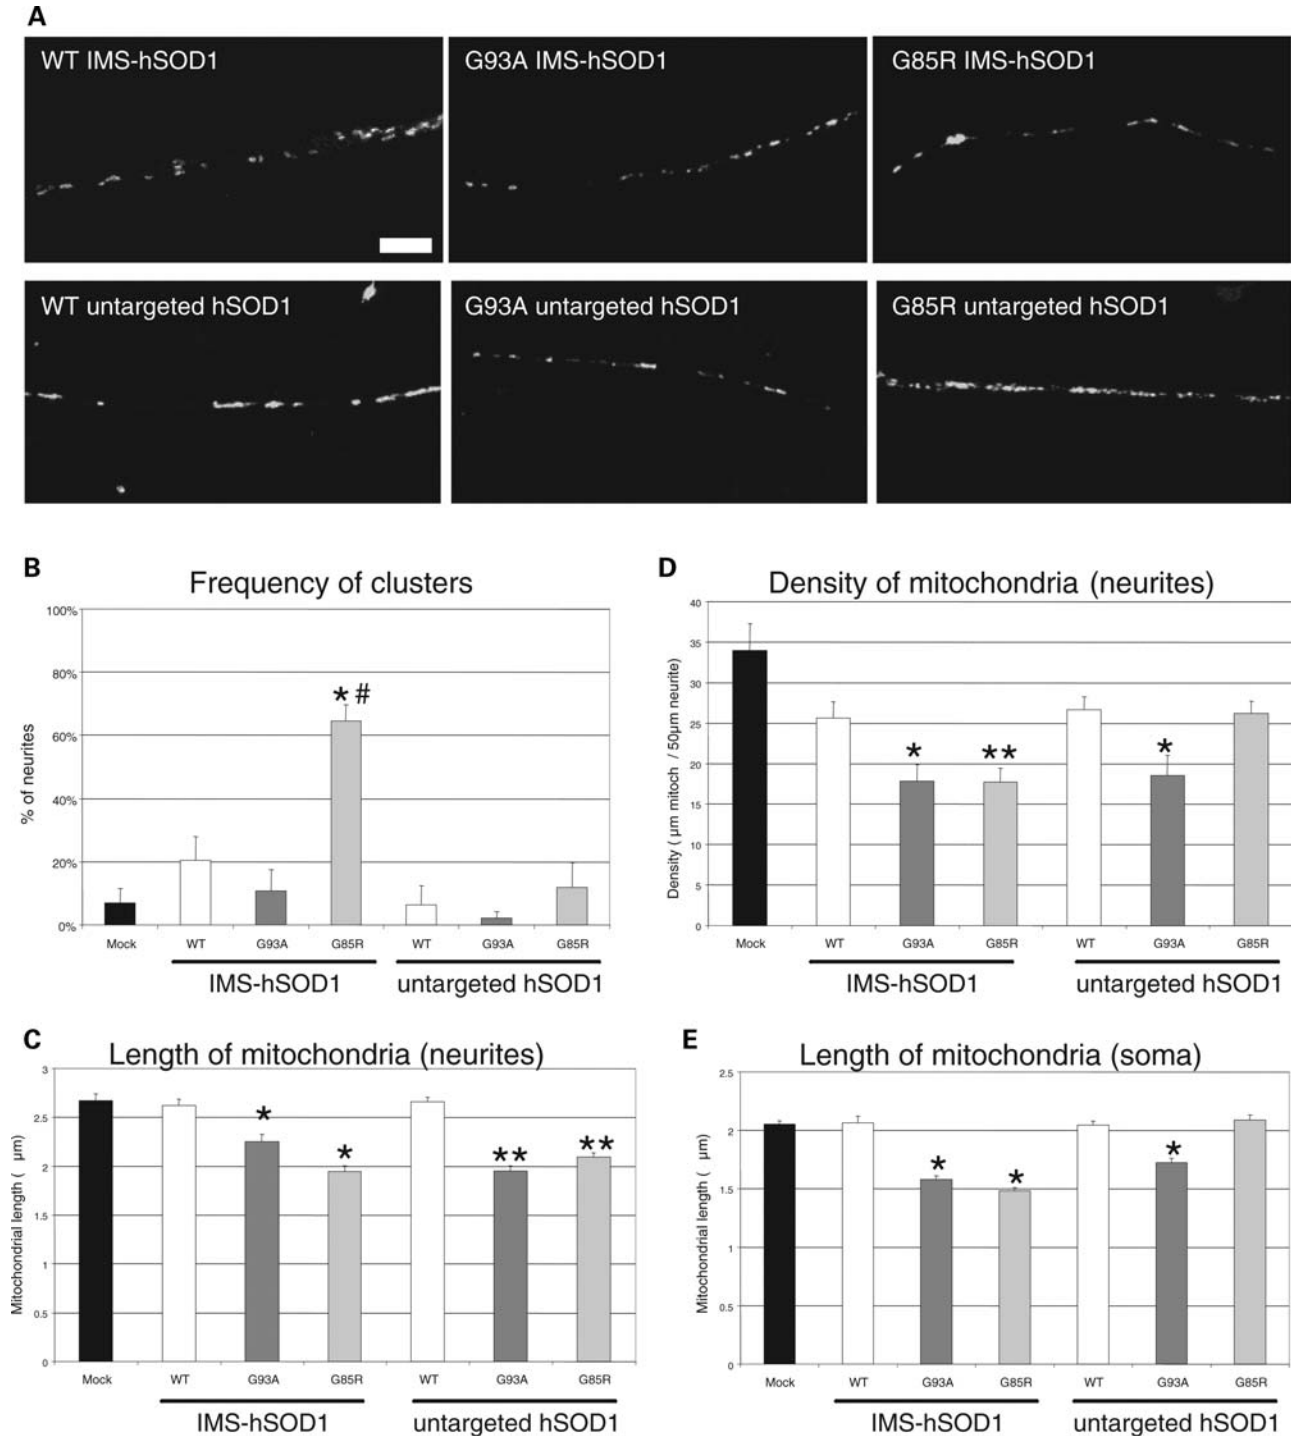 A
WT IMS-hSOD1
G93A IMS-hSOD1
G85R IMS-hSOD1
WT untargeted hSOD1
G93A untargeted hSOD1
G85R untargeted hSOD1
B
Frequency of clusters
% of neurites
100%
80%
60%
40%
20%
0%
* #
Mock
WT
G93A
G85R
WT
G93A
G85R
IMS-hSOD1
untargeted hSOD1
D
Density of mitochondria (neurites)
Density ( µm mitoch / 50µm neurite)
40
35
30
25
20
15
10
5
0
*
**
*
Mock
WT
G93A
G85R
WT
G93A
G85R
IMS-hSOD1
untargeted hSOD1
C
Length of mitochondria (neurites)
Mitochondrial length ( µm)
3
2.5
2
1.5
1
0.5
0
*
*
**
**
Mock
WT
G93A
G85R
WT
G93A
G85R
IMS-hSOD1
untargeted hSOD1
E
Length of mitochondria (soma)
Mitochondrial length ( µm)
2.5
2
1.5
1
0.5
0
*
*
*
Mock
WT
G93A
G85R
WT
G93A
G85R
IMS-hSOD1
untargeted hSOD1